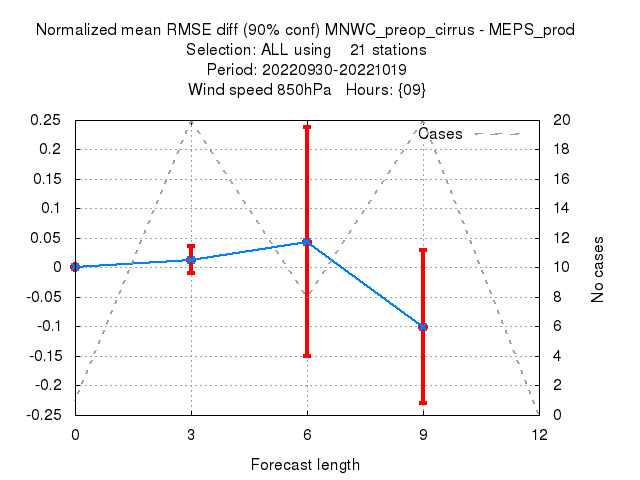 Normalized mean RMSE diff (90% conf) MNWC_preop_cirrus - MEPS_prod
Selection: ALL using 21 stations
Period: 20220930-20221019
Wind speed 850hPa Hours: {09}
0.25
0.2
0.15
0.1
0.05
0
-0.05
-0.1
-0.15
-0.2
-0.25
Cases
20
18
16
14
12
10
8
6
4
2
0
No cases
0 3 6 9 12
Forecast length